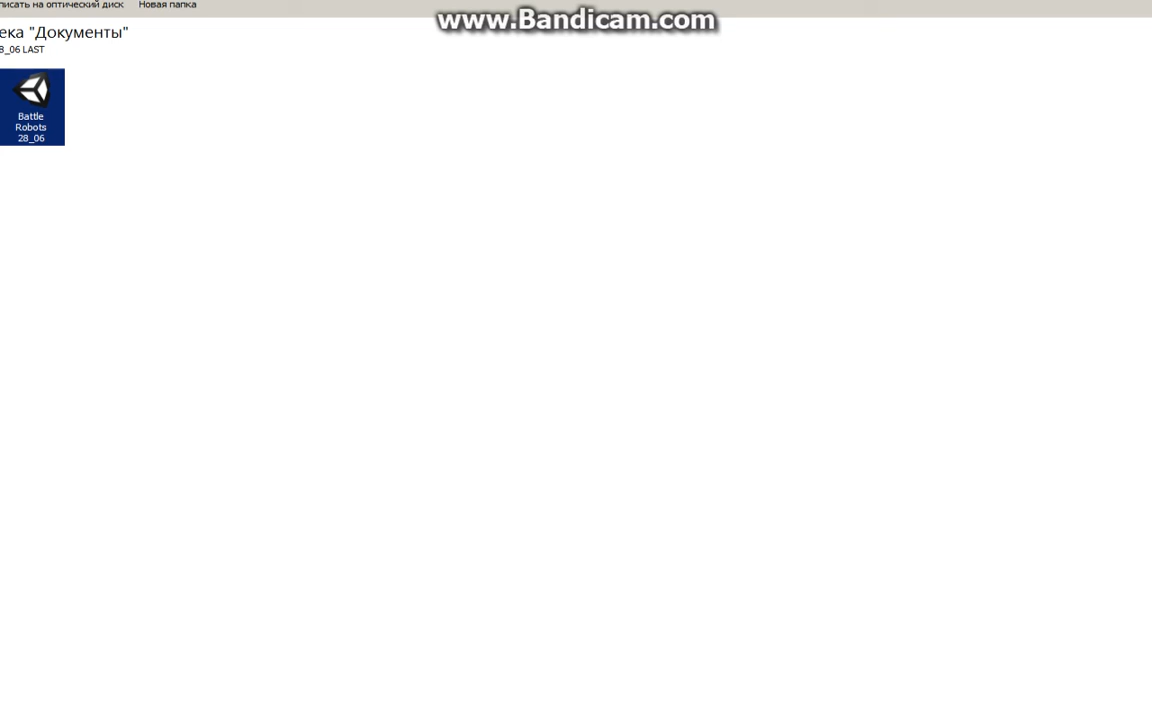 писать на оптический диск Новая папка
www.Bandicam.com
ека "Документы"
8_06 LAST
Battle
Robots
28_06